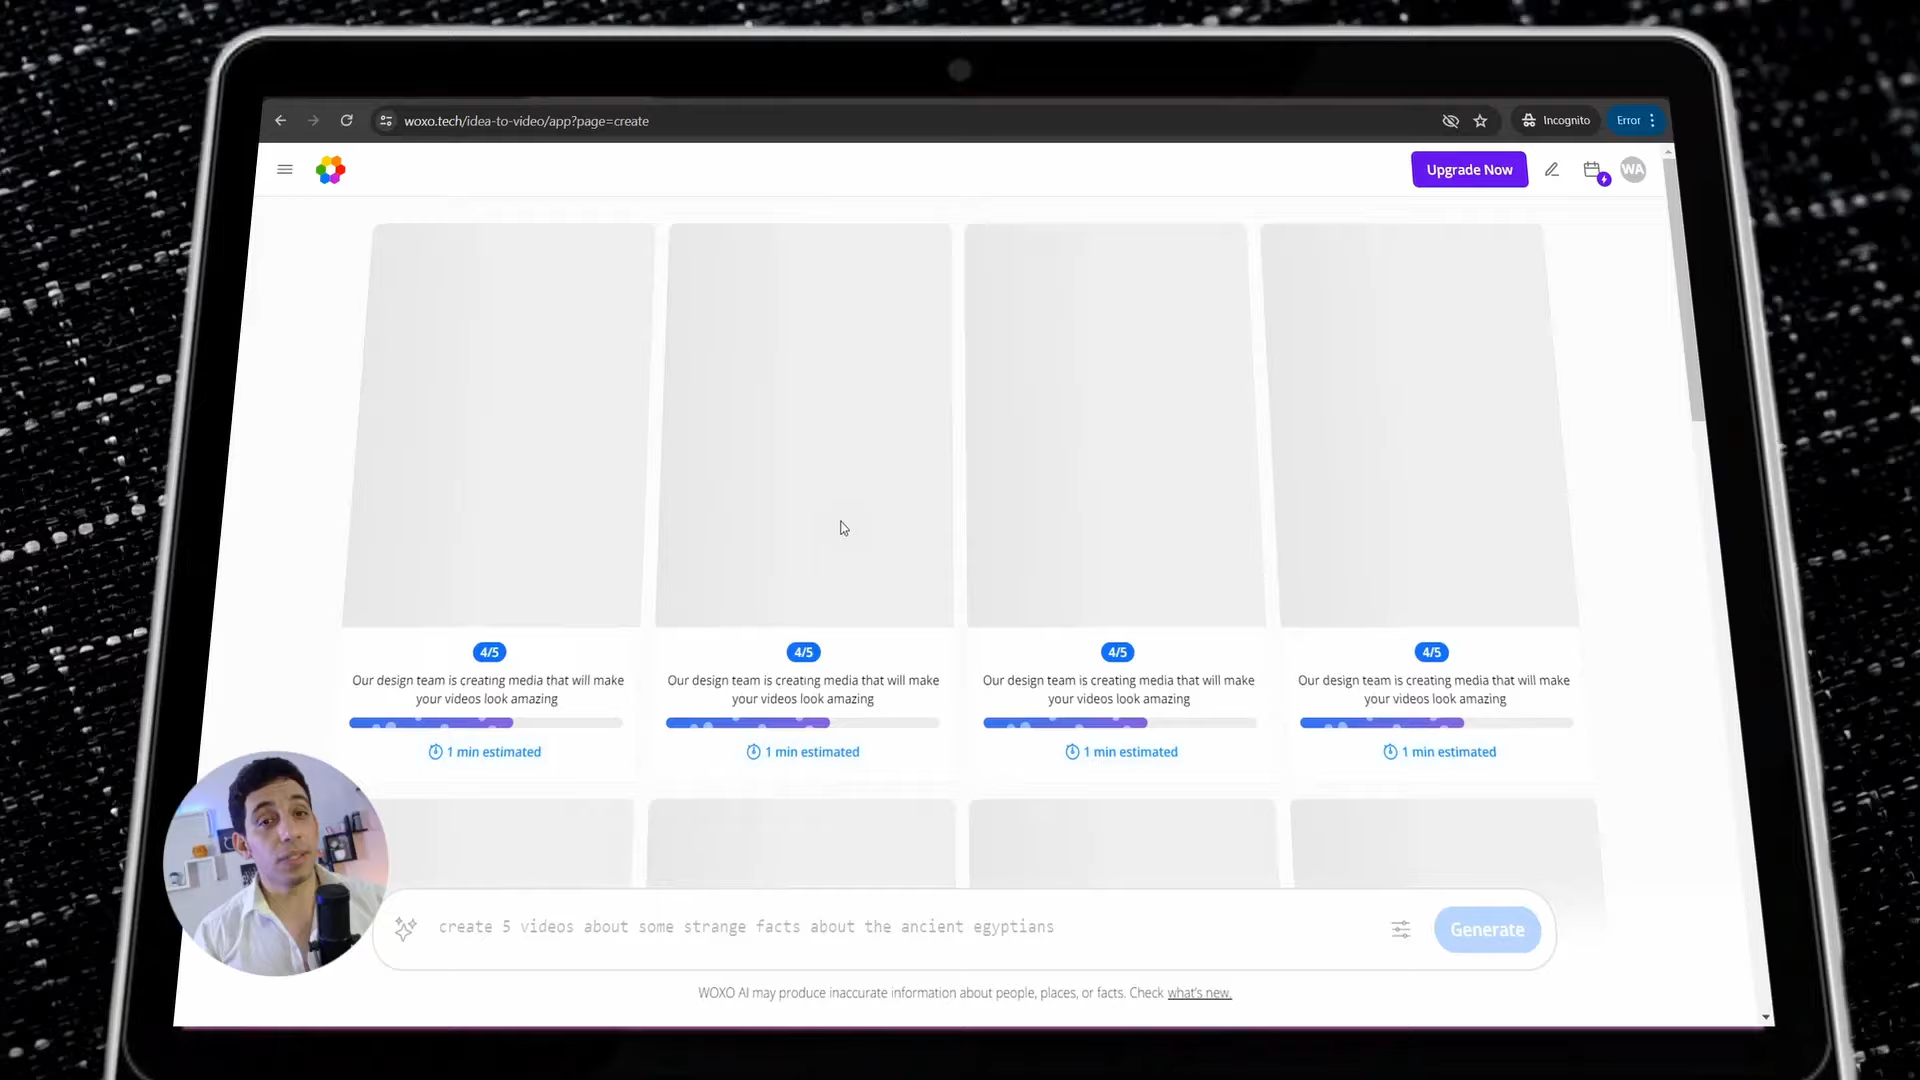 woxo.tech/idea-to-video/app?page=create
Incognito
Error
Upgrade Now
WA
4/5
Our design team is creating media that will make
your videos look amazing
1 min estimated
4/5
Our design team is creating media that will make
your videos look amazing
1 min estimated
4/5
Our design team is creating media that will make
your videos look amazing
1 min estimated
4/5
Our design team is creating media that will make
your videos look amazing
1 min estimated
create 5 videos about some strange facts about the ancient egyptians
Generate
WOXO AI may produce inaccurate information about people, places, or facts. Check what's new.